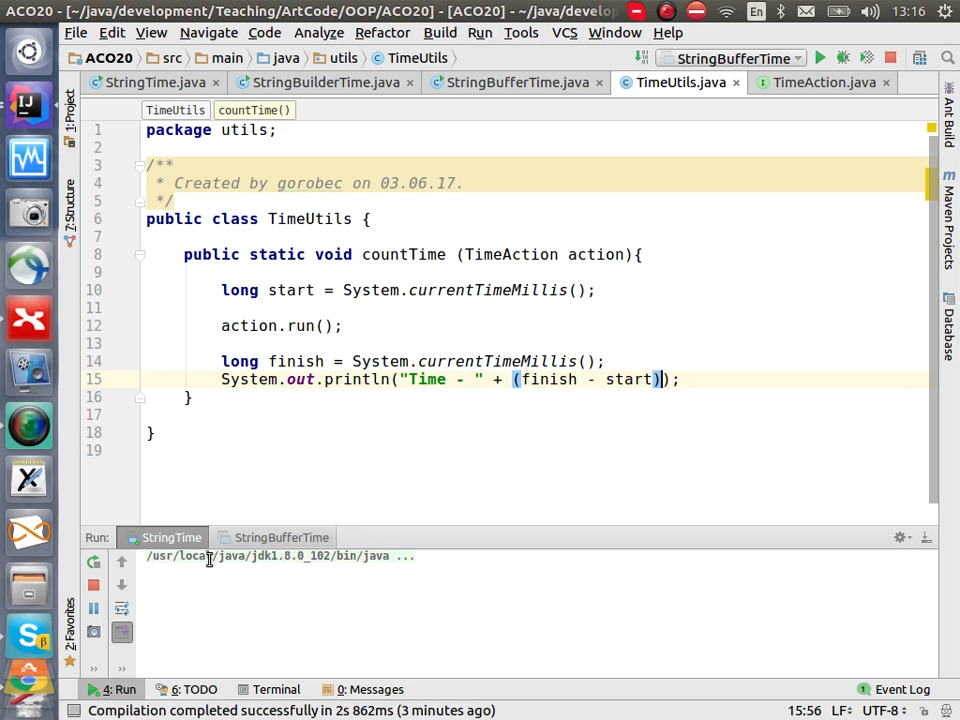 ACO20 - [~/java/development/Teaching/ArtCode/OOP/ACO20] - [ACO20] - ~/java/develop En 13:16
File Edit View Navigate Code Analyze Refactor Build Run Tools VCS Window Help
ACO20 src main java utils TimeUtils StringBufferTime
StringTime.java StringBuilderTime.java StringBufferTime.java TimeUtils.java TimeAction.java
TimeUtils countTime()
1 package utils;
2
3 /**
4 * Created by gorobec on 03.06.17.
5 */
6 public class TimeUtils {
7
8 public static void countTime (TimeAction action){
9
10 long start = System.currentTimeMillis();
11
12 action.run();
13
14 long finish = System.currentTimeMillis();
15 System.out.println("Time - " + (finish - start));
16 }
17
18 }
19
1: Project
7: Structure
2: Favorites
Ant Build
m Maven Projects
Database
Run: StringTime StringBufferTime
/usr/local/java/jdk1.8.0_102/bin/java ...
4: Run 6: TODO Terminal 0: Messages 1 Event Log
Compilation completed successfully in 2s 862ms (3 minutes ago) 15:56 LF UTF-8